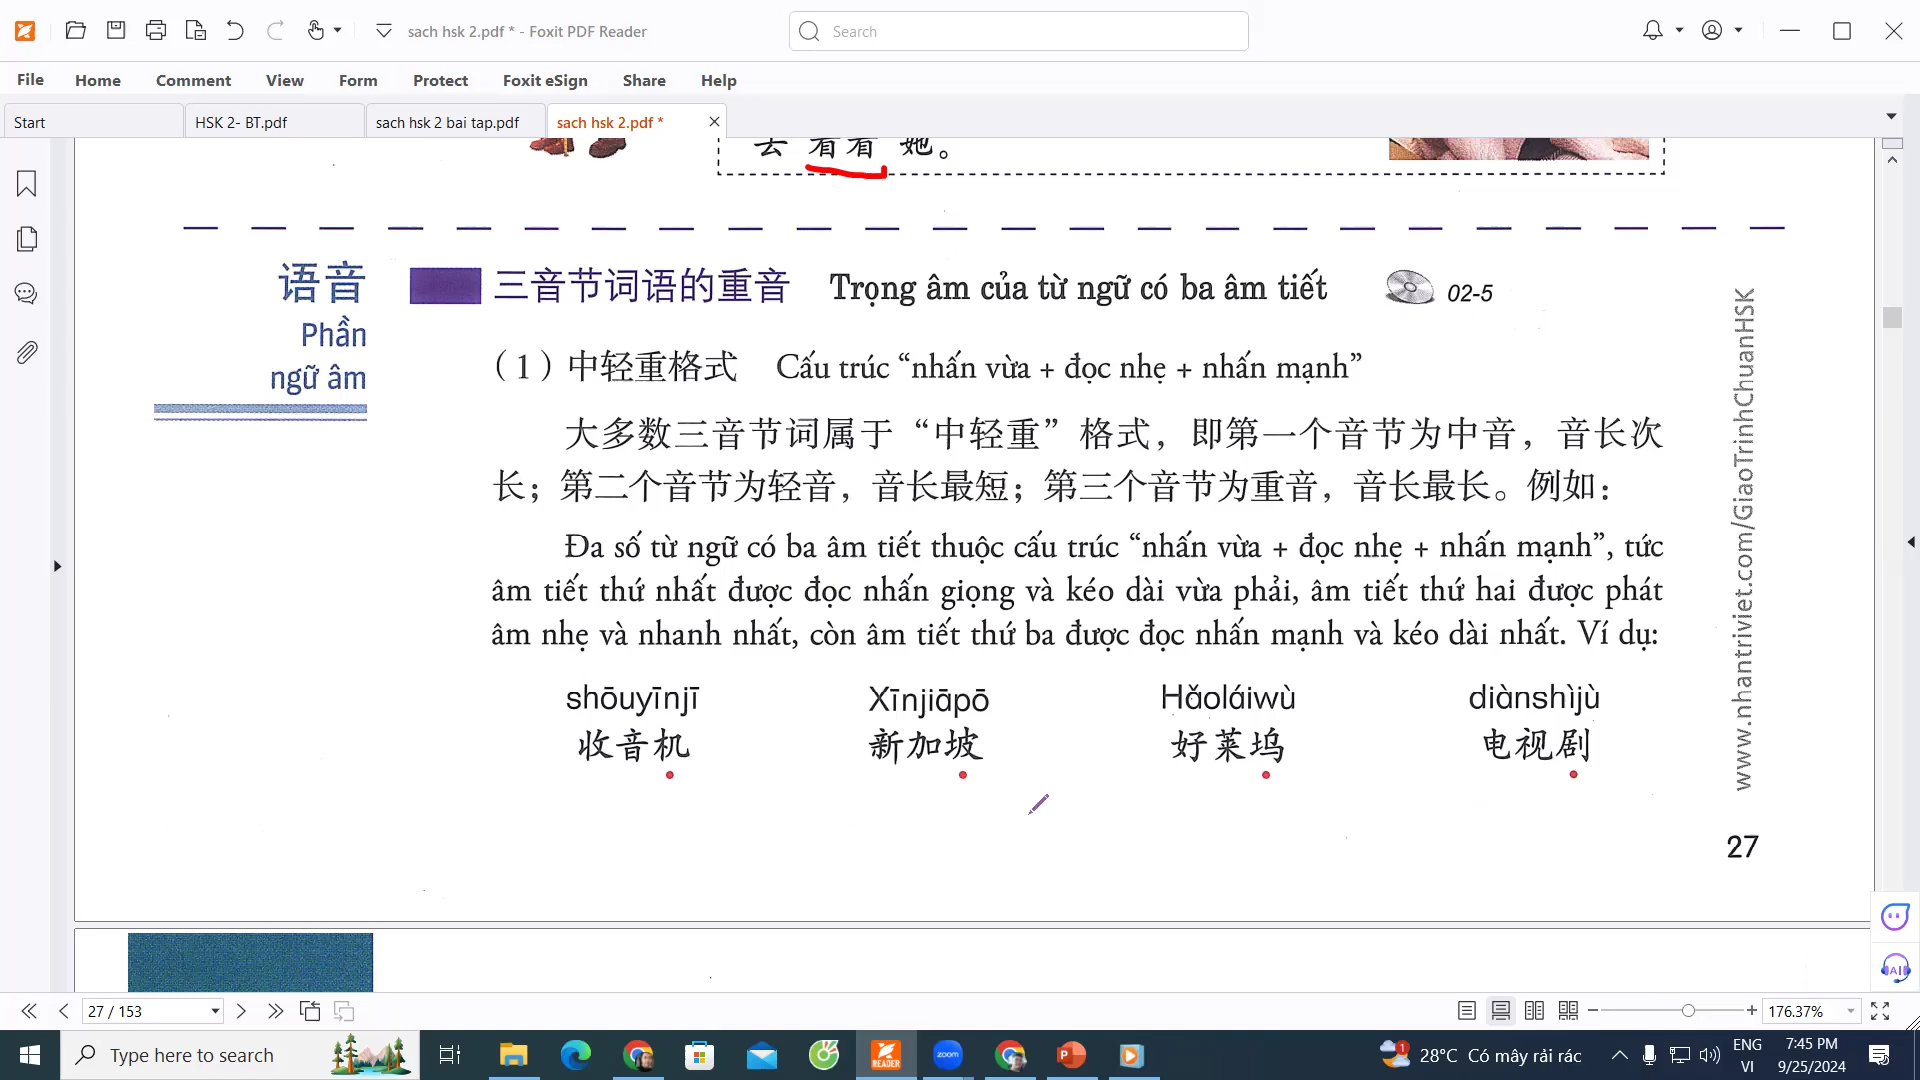 sach hsk 2.pdf * - Foxit PDF Reader
Search
File Home Comment View Form Protect Foxit eSign Share Help
Start
HSK 2- BT.pdf
sach hsk 2 bai tap.pdf
sach hsk 2.pdf *
去 看看 她。
语音
Phần
ngữ âm
三音节词语的重音 Trọng âm của từ ngữ có ba âm tiết 02-5
（1）中轻重格式 Cấu trúc “nhấn vừa + đọc nhẹ + nhấn mạnh”
大多数三音节词属于“中轻重”格式，即第一个音节为中音，音长次
长；第二个音节为轻音，音长最短；第三个音节为重音，音长最长。例如：
Đa số từ ngữ có ba âm tiết thuộc cấu trúc “nhấn vừa + đọc nhẹ + nhấn mạnh”, tức
âm tiết thứ nhất được đọc nhấn giọng và kéo dài vừa phải, âm tiết thứ hai được phát
âm nhẹ và nhanh nhất, còn âm tiết thứ ba được đọc nhấn mạnh và kéo dài nhất. Ví dụ:
shōuyīnjī Xīnjiāpō Hǎoláiwù diànshìjù
收音机 新加坡 好莱坞 电视剧
www.nhantriviet.com/GiaoTrinhChuanHSK
27
AI
27 / 153
176.37%
Type here to search
READER
zoom
1
28°C Có mây rải rác
ENG
VI
7:45 PM
9/25/2024